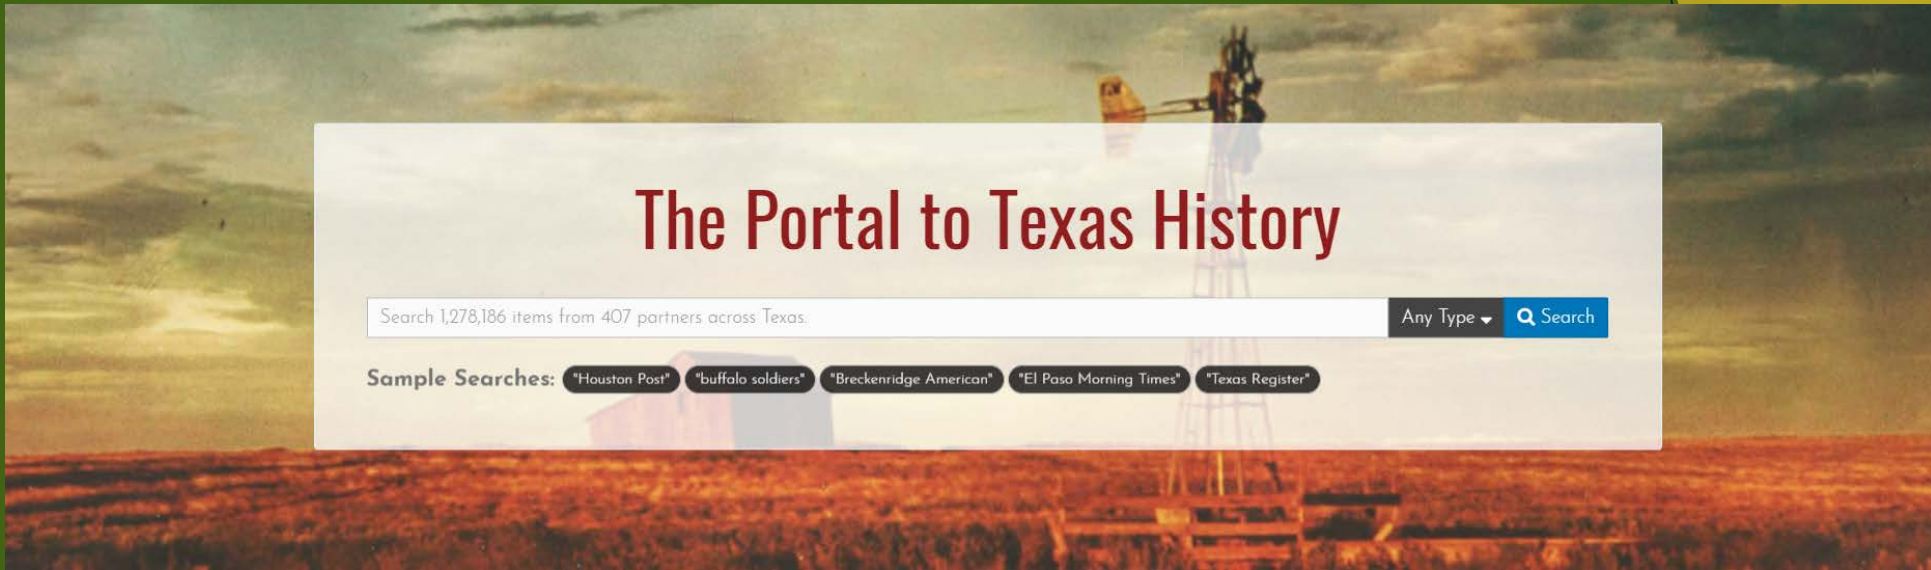 The Portal to Texas History
Search 1,278,186 items from 407 partners across Texas.
Any Type
Search
Sample Searches: "Houston Post" "buffalo soldiers" "Breckenridge American" "El Paso Morning Times" "Texas Register"